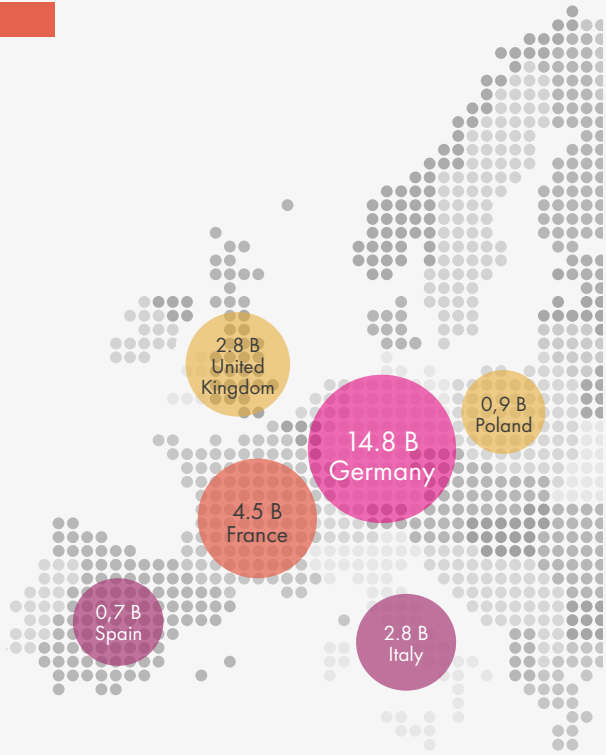 2.8 B
United
Kingdom
0,9 B
Poland
14.8 B
Germany
4.5 B
France
0,7 B
Spain
2.8 B
Italy